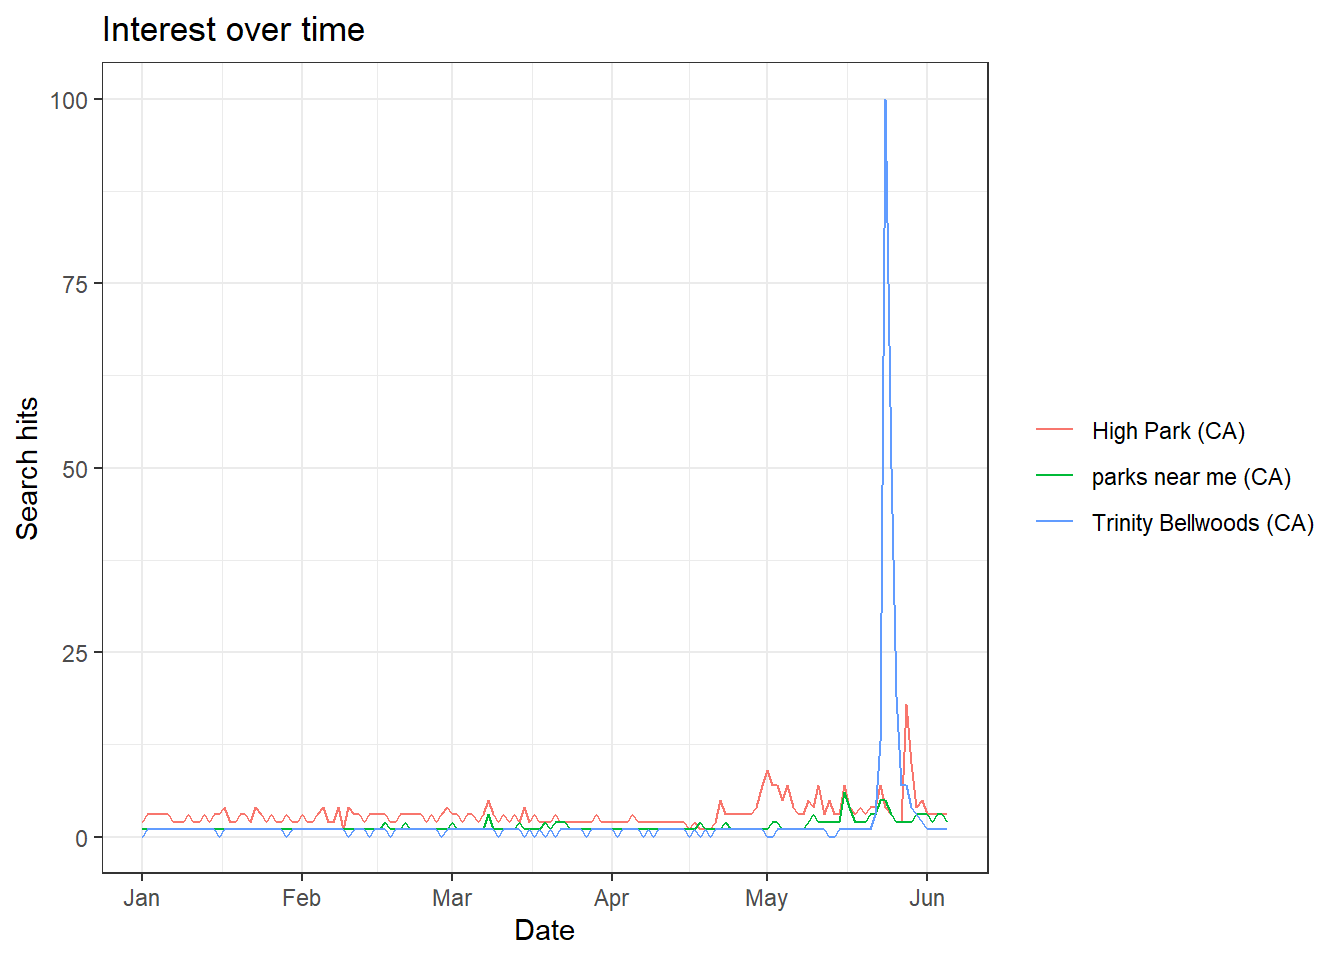 Interest over time
100
75
50
25
0
Search hits
Jan Feb Mar Apr May Jun
Date
High Park (CA)
parks near me (CA)
Trinity Bellwoods (CA)